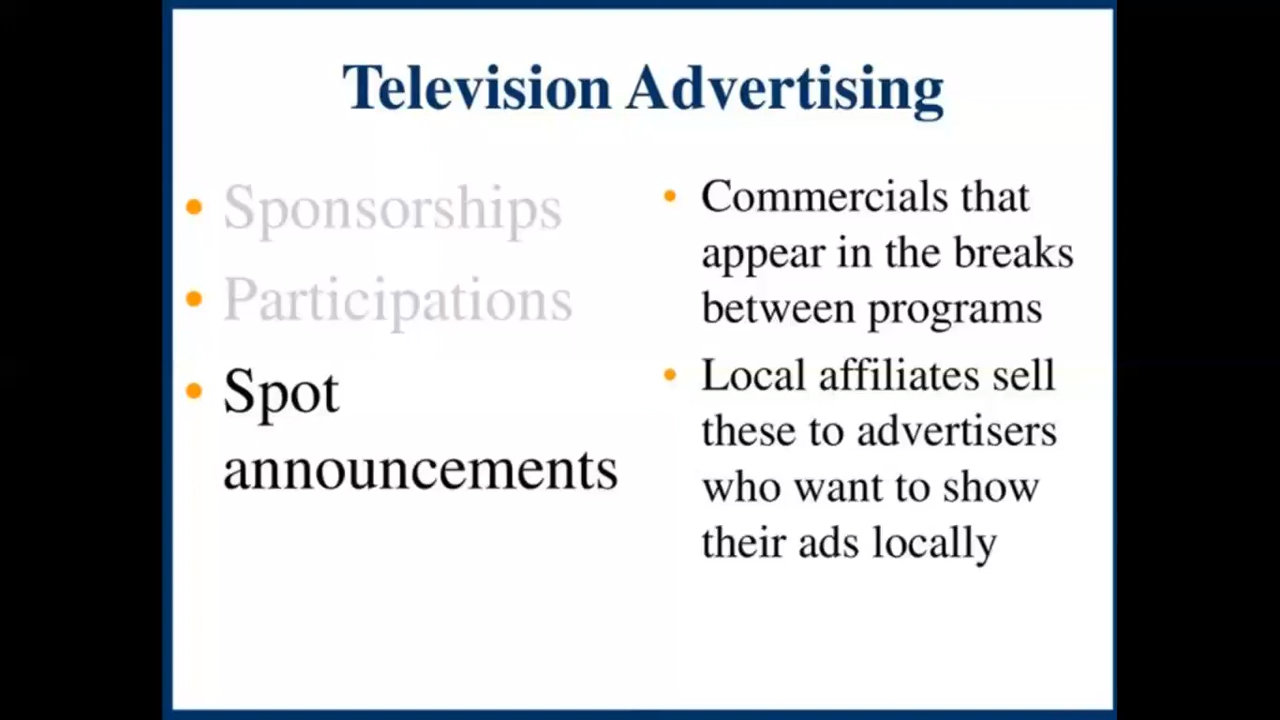 Television Advertising
• Sponsorships
• Participations
• Spot
announcements
• Commercials that
appear in the breaks
between programs
• Local affiliates sell
these to advertisers
who want to show
their ads locally